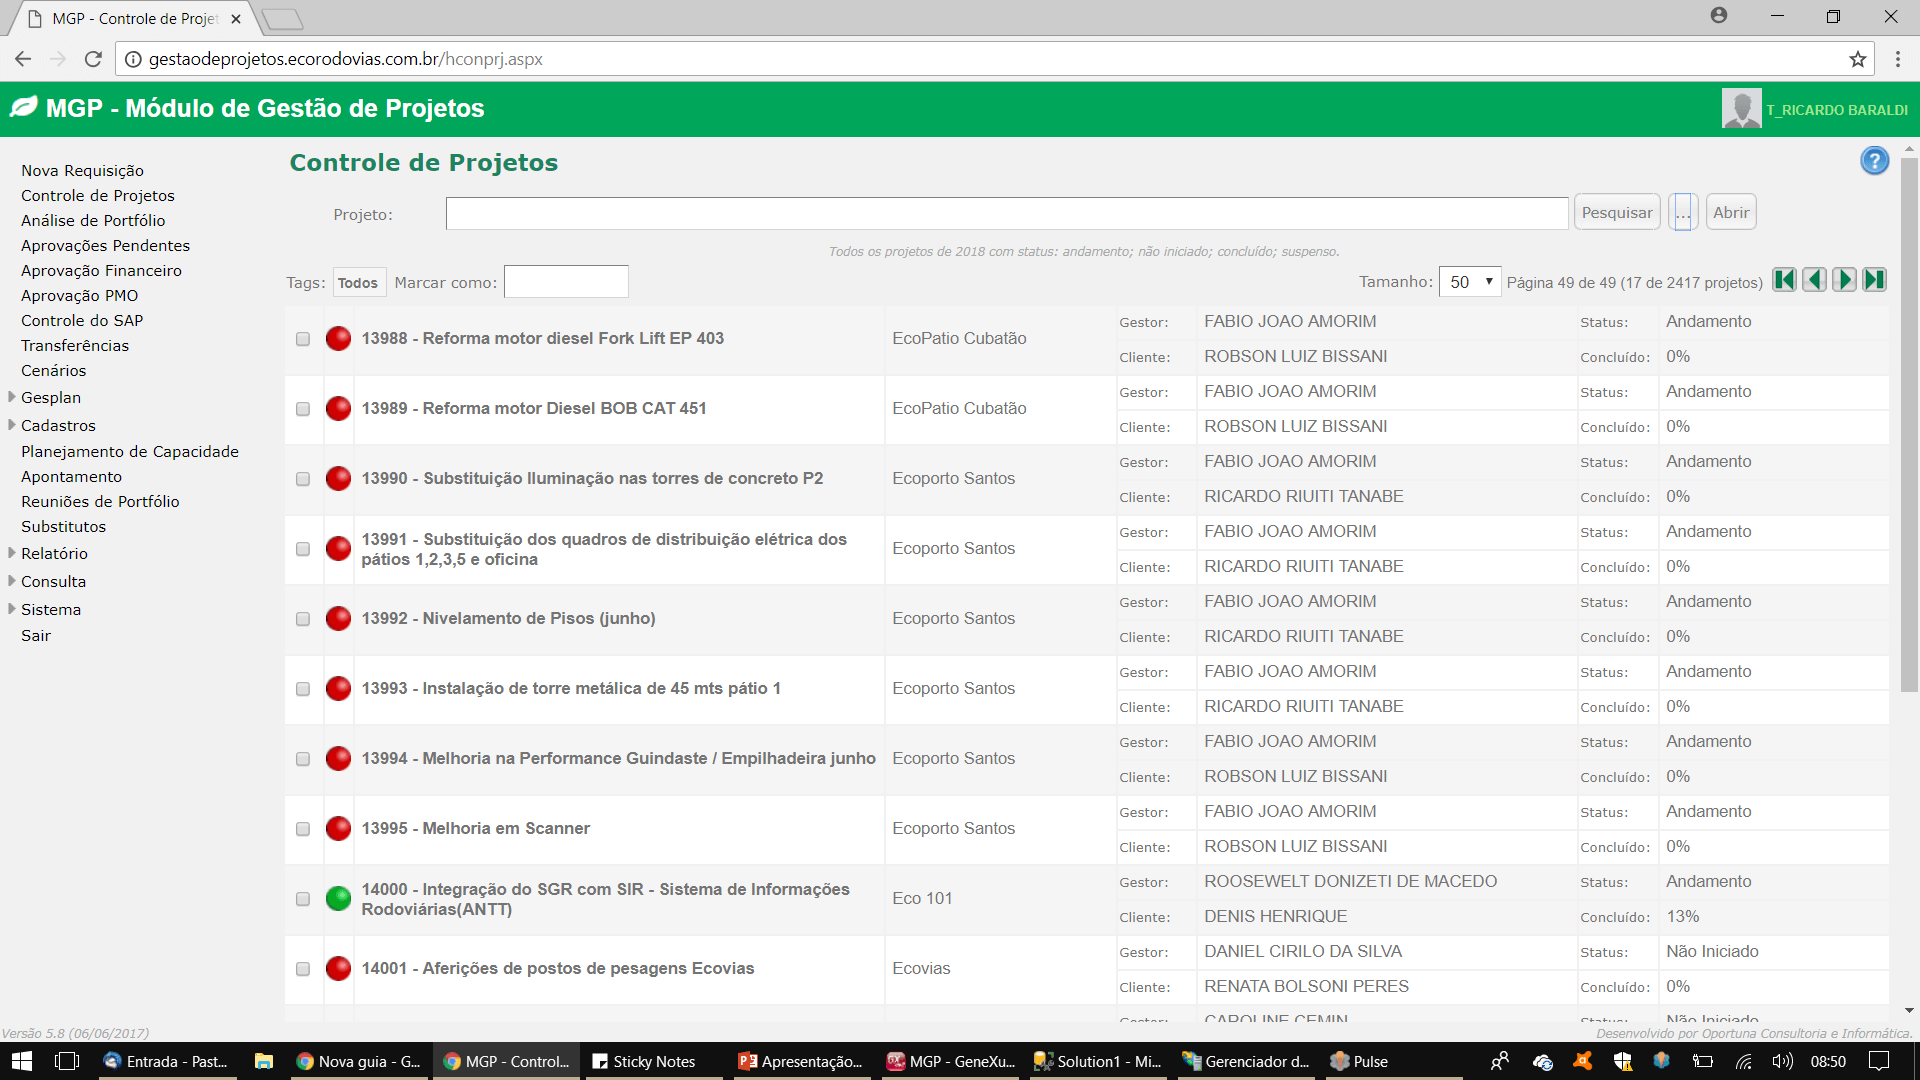 MGP - Controle de Projet
gestaodeprojetos.ecorodovias.com.br/hconprj.aspx
MGP - Módulo de Gestão de Projetos
T_RICARDO BARALDI
Nova Requisição
Controle de Projetos
Análise de Portfólio
Aprovações Pendentes
Aprovação Financeiro
Aprovação PMO
Controle do SAP
Transferências
Cenários
Gesplan
Cadastros
Planejamento de Capacidade
Apontamento
Reuniões de Portfólio
Substitutos
Relatório
Consulta
Sistema
Sair
Controle de Projetos
?
Projeto: Pesquisar ... Abrir
Todos os projetos de 2018 com status: andamento; não iniciado; concluído; suspenso.
Tags: Todos Marcar como: Tamanho: 50 Página 49 de 49 (17 de 2417 projetos)
13988 - Reforma motor diesel Fork Lift EP 403
EcoPatio Cubatão
Gestor: FABIO JOAO AMORIM Status: Andamento
Cliente: ROBSON LUIZ BISSANI Concluído: 0%
13989 - Reforma motor Diesel BOB CAT 451
EcoPatio Cubatão
Gestor: FABIO JOAO AMORIM Status: Andamento
Cliente: ROBSON LUIZ BISSANI Concluído: 0%
13990 - Substituição Iluminação nas torres de concreto P2
Ecoporto Santos
Gestor: FABIO JOAO AMORIM Status: Andamento
Cliente: RICARDO RIUITI TANABE Concluído: 0%
13991 - Substituição dos quadros de distribuição elétrica dos
pátios 1,2,3,5 e oficina
Ecoporto Santos
Gestor: FABIO JOAO AMORIM Status: Andamento
Cliente: RICARDO RIUITI TANABE Concluído: 0%
13992 - Nivelamento de Pisos (junho)
Ecoporto Santos
Gestor: FABIO JOAO AMORIM Status: Andamento
Cliente: RICARDO RIUITI TANABE Concluído: 0%
13993 - Instalação de torre metálica de 45 mts pátio 1
Ecoporto Santos
Gestor: FABIO JOAO AMORIM Status: Andamento
Cliente: RICARDO RIUITI TANABE Concluído: 0%
13994 - Melhoria na Performance Guindaste / Empilhadeira junho
Ecoporto Santos
Gestor: FABIO JOAO AMORIM Status: Andamento
Cliente: ROBSON LUIZ BISSANI Concluído: 0%
13995 - Melhoria em Scanner
Ecoporto Santos
Gestor: FABIO JOAO AMORIM Status: Andamento
Cliente: ROBSON LUIZ BISSANI Concluído: 0%
14000 - Integração do SGR com SIR - Sistema de Informações
Rodoviárias(ANTT)
Eco 101
Gestor: ROOSEWELT DONIZETI DE MACEDO Status: Andamento
Cliente: DENIS HENRIQUE Concluído: 13%
14001 - Aferições de postos de pesagens Ecovias
Ecovias
Gestor: DANIEL CIRILO DA SILVA Status: Não Iniciado
Cliente: RENATA BOLSONI PERES Concluído: 0%
Gestor: CAROLINE CEMIN Status: Não Iniciado
Versão 5.8 (06/06/2017)
Desenvolvido por Oportuna Consultoria e Informática.
Entrada - Past... Nova guia - G... MGP - Control... Sticky Notes Apresentação... MGP - GeneXu... Solution1 - Mi... Gerenciador d... Pulse 08:50